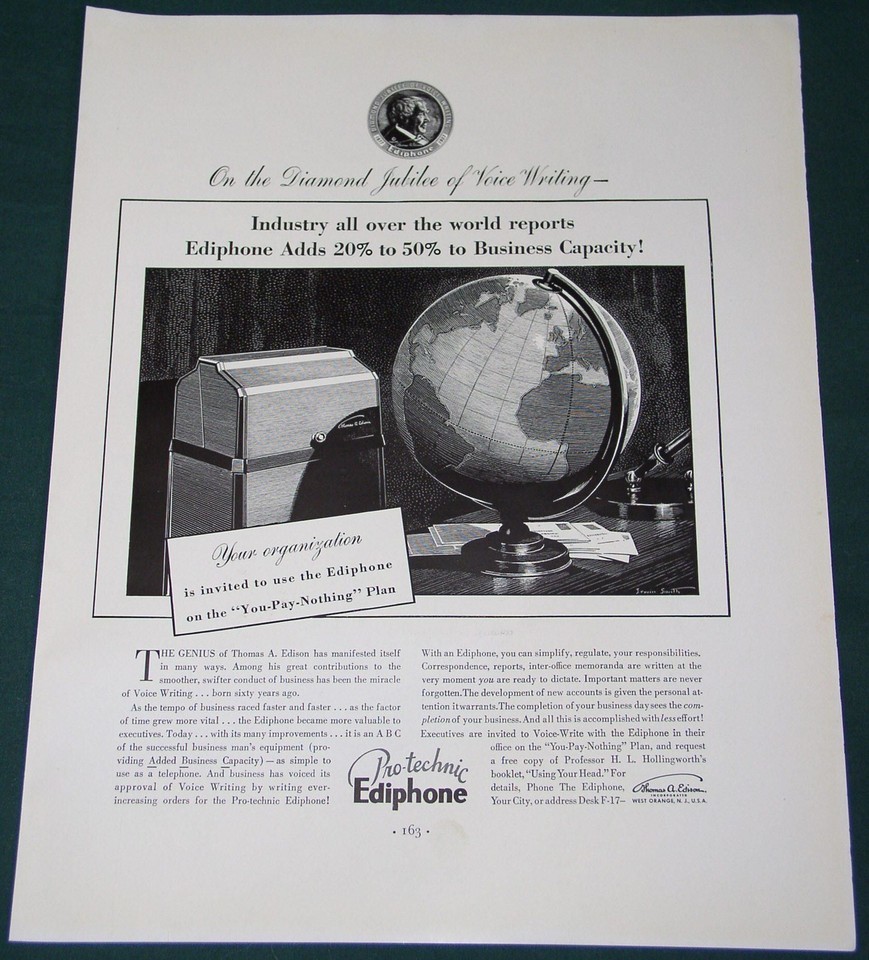 Ediphone
On the Diamond Jubilee of Voice Writing—
Industry all over the world reports
Ediphone Adds 20% to 50% to Business Capacity!
Thomas A. Edison
Your organization
is invited to use the Ediphone
on the “You-Pay-Nothing” Plan
THE GENIUS of Thomas A. Edison has manifested itself
in many ways. Among his great contributions to the
smoother, swifter conduct of business has been the miracle
of Voice Writing . . . born sixty years ago.
As the tempo of business raced faster and faster . . . as the factor
of time grew more vital . . . the Ediphone became more valuable to
executives. Today . . . with its many improvements . . . it is an A B C
of the successful business man's equipment (pro-
viding Added Business Capacity) — as simple to
use as a telephone. And business has voiced its
approval of Voice Writing by writing ever-
increasing orders for the Pro-technic Ediphone!
With an Ediphone, you can simplify, regulate, your responsibilities.
Correspondence, reports, inter-office memoranda are written at the
very moment you are ready to dictate. Important matters are never
forgotten. The development of new accounts is given the personal at-
tention it warrants. The completion of your business day sees the com-
pletion of your business. And all this is accomplished with less effort!
Executives are invited to Voice-Write with the Ediphone in their
office on the “You-Pay-Nothing” Plan, and request
a free copy of Professor H. L. Hollingworth's
booklet, “Using Your Head.” For
details, Phone The Ediphone,
Your City, or address Desk F-17—
Pro-technic
Ediphone
Thomas A. Edison
INCORPORATED
WEST ORANGE, N. J., U.S.A.
· 163 ·